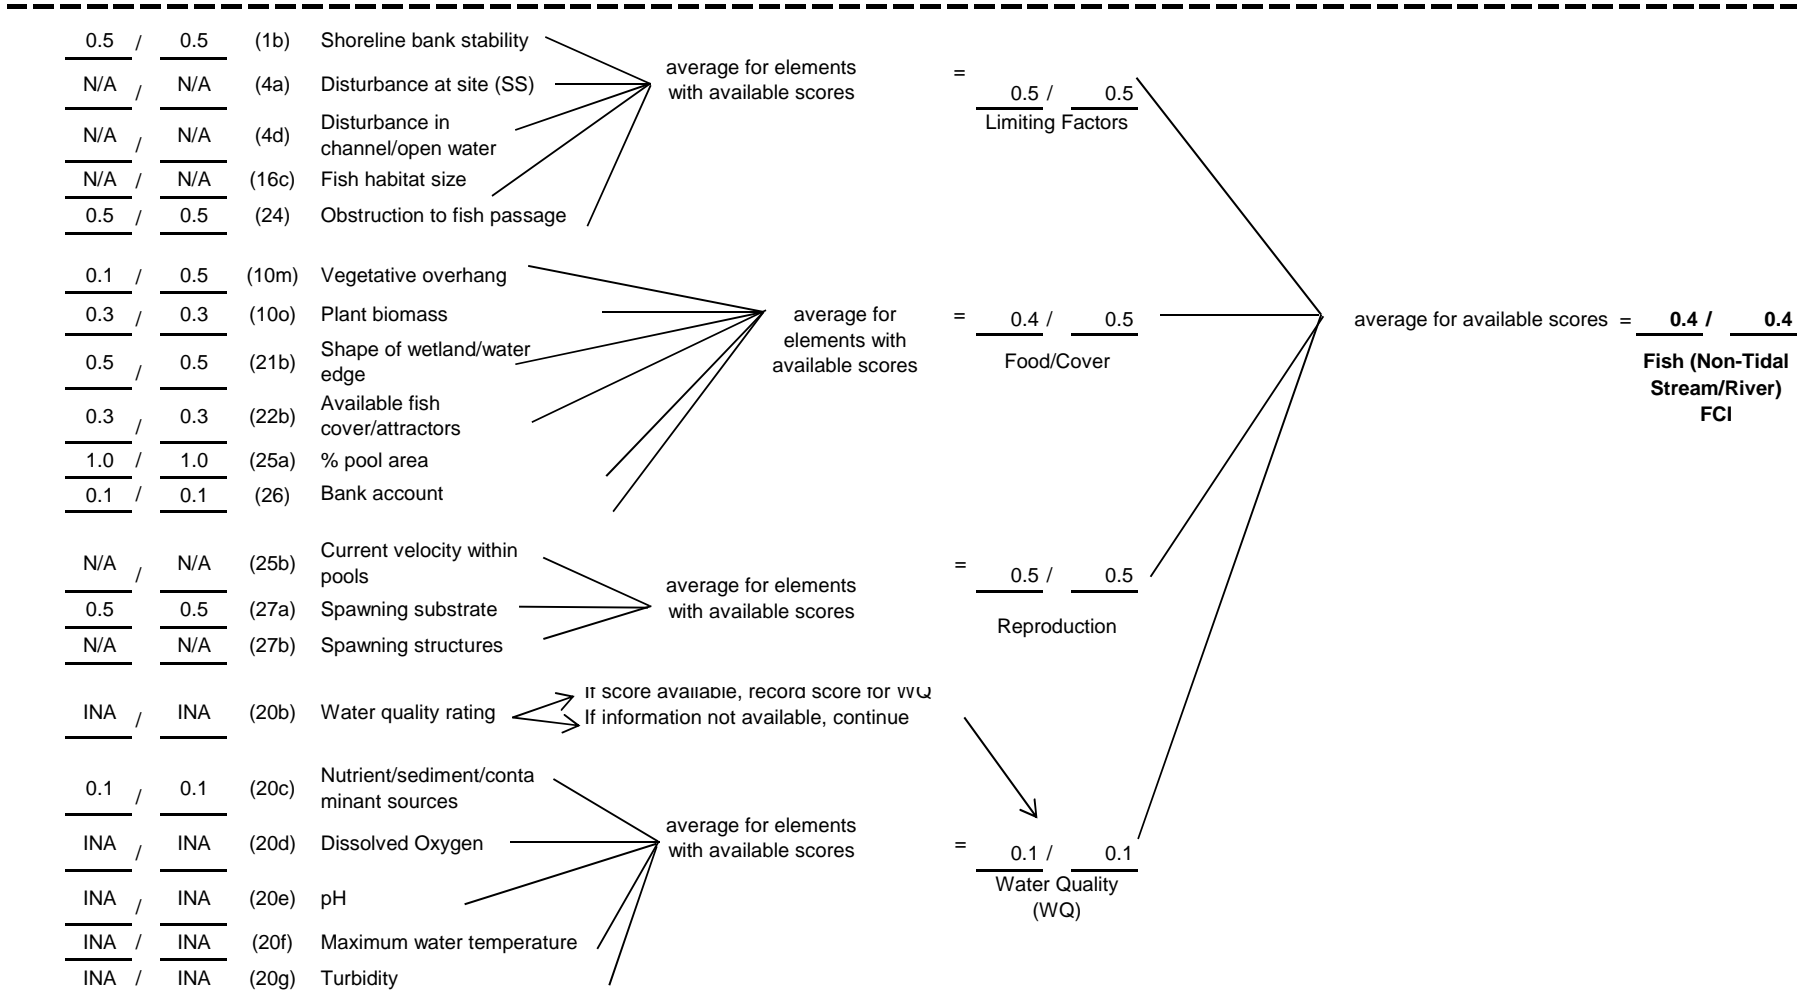 0.5 / 0.5 (1b) Shoreline bank stability
N/A / N/A (4a) Disturbance at site (SS)
N/A / N/A (4d) Disturbance in
channel/open water
N/A / N/A (16c) Fish habitat size
0.5 / 0.5 (24) Obstruction to fish passage
average for elements
with available scores
=
0.5 / 0.5
Limiting Factors
0.1 / 0.5 (10m) Vegetative overhang
0.3 / 0.3 (10o) Plant biomass
0.5 / 0.5 (21b) Shape of wetland/water
edge
0.3 / 0.3 (22b) Available fish
cover/attractors
1.0 / 1.0 (25a) % pool area
0.1 / 0.1 (26) Bank account
average for
elements with
available scores
= 0.4 / 0.5
Food/Cover
average for available scores = 0.4 / 0.4
Fish (Non-Tidal
Stream/River)
FCI
N/A / N/A (25b) Current velocity within
pools
0.5 / 0.5 (27a) Spawning substrate
N/A / N/A (27b) Spawning structures
average for elements
with available scores
=
0.5 / 0.5
Reproduction
INA / INA (20b) Water quality rating
If score available, record score for WQ
If information not available, continue
0.1 / 0.1 (20c) Nutrient/sediment/conta
minant sources
INA / INA (20d) Dissolved Oxygen
INA / INA (20e) pH
INA / INA (20f) Maximum water temperature
INA / INA (20g) Turbidity
average for elements
with available scores
=
0.1 / 0.1
Water Quality
(WQ)